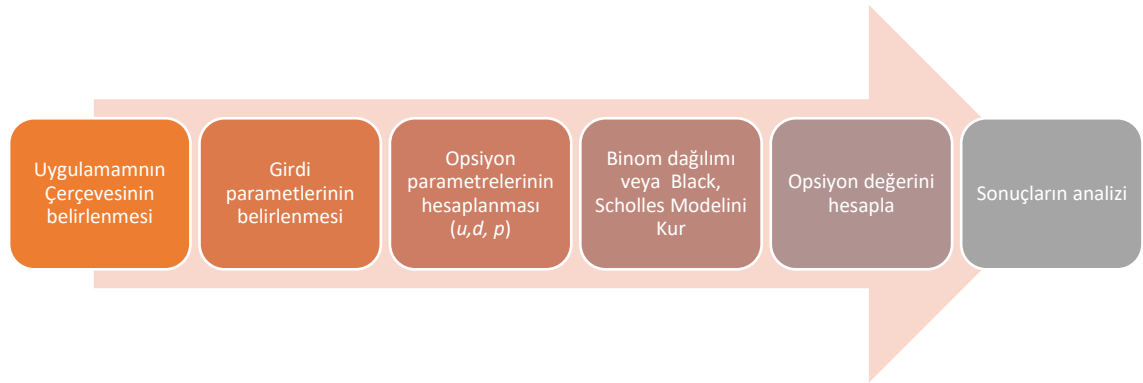 Uygulamamnın
Çerçevesinin
belirlenmesi
Girdi
parametlerinin
belirlenmesi
Opsiyon
parametrelerinin
hesaplanması
(u,d, p)
Binom dağılımı
veya Black,
Scholles Modelini
Kur
Opsiyon değerini
hesapla
Sonuçların analizi